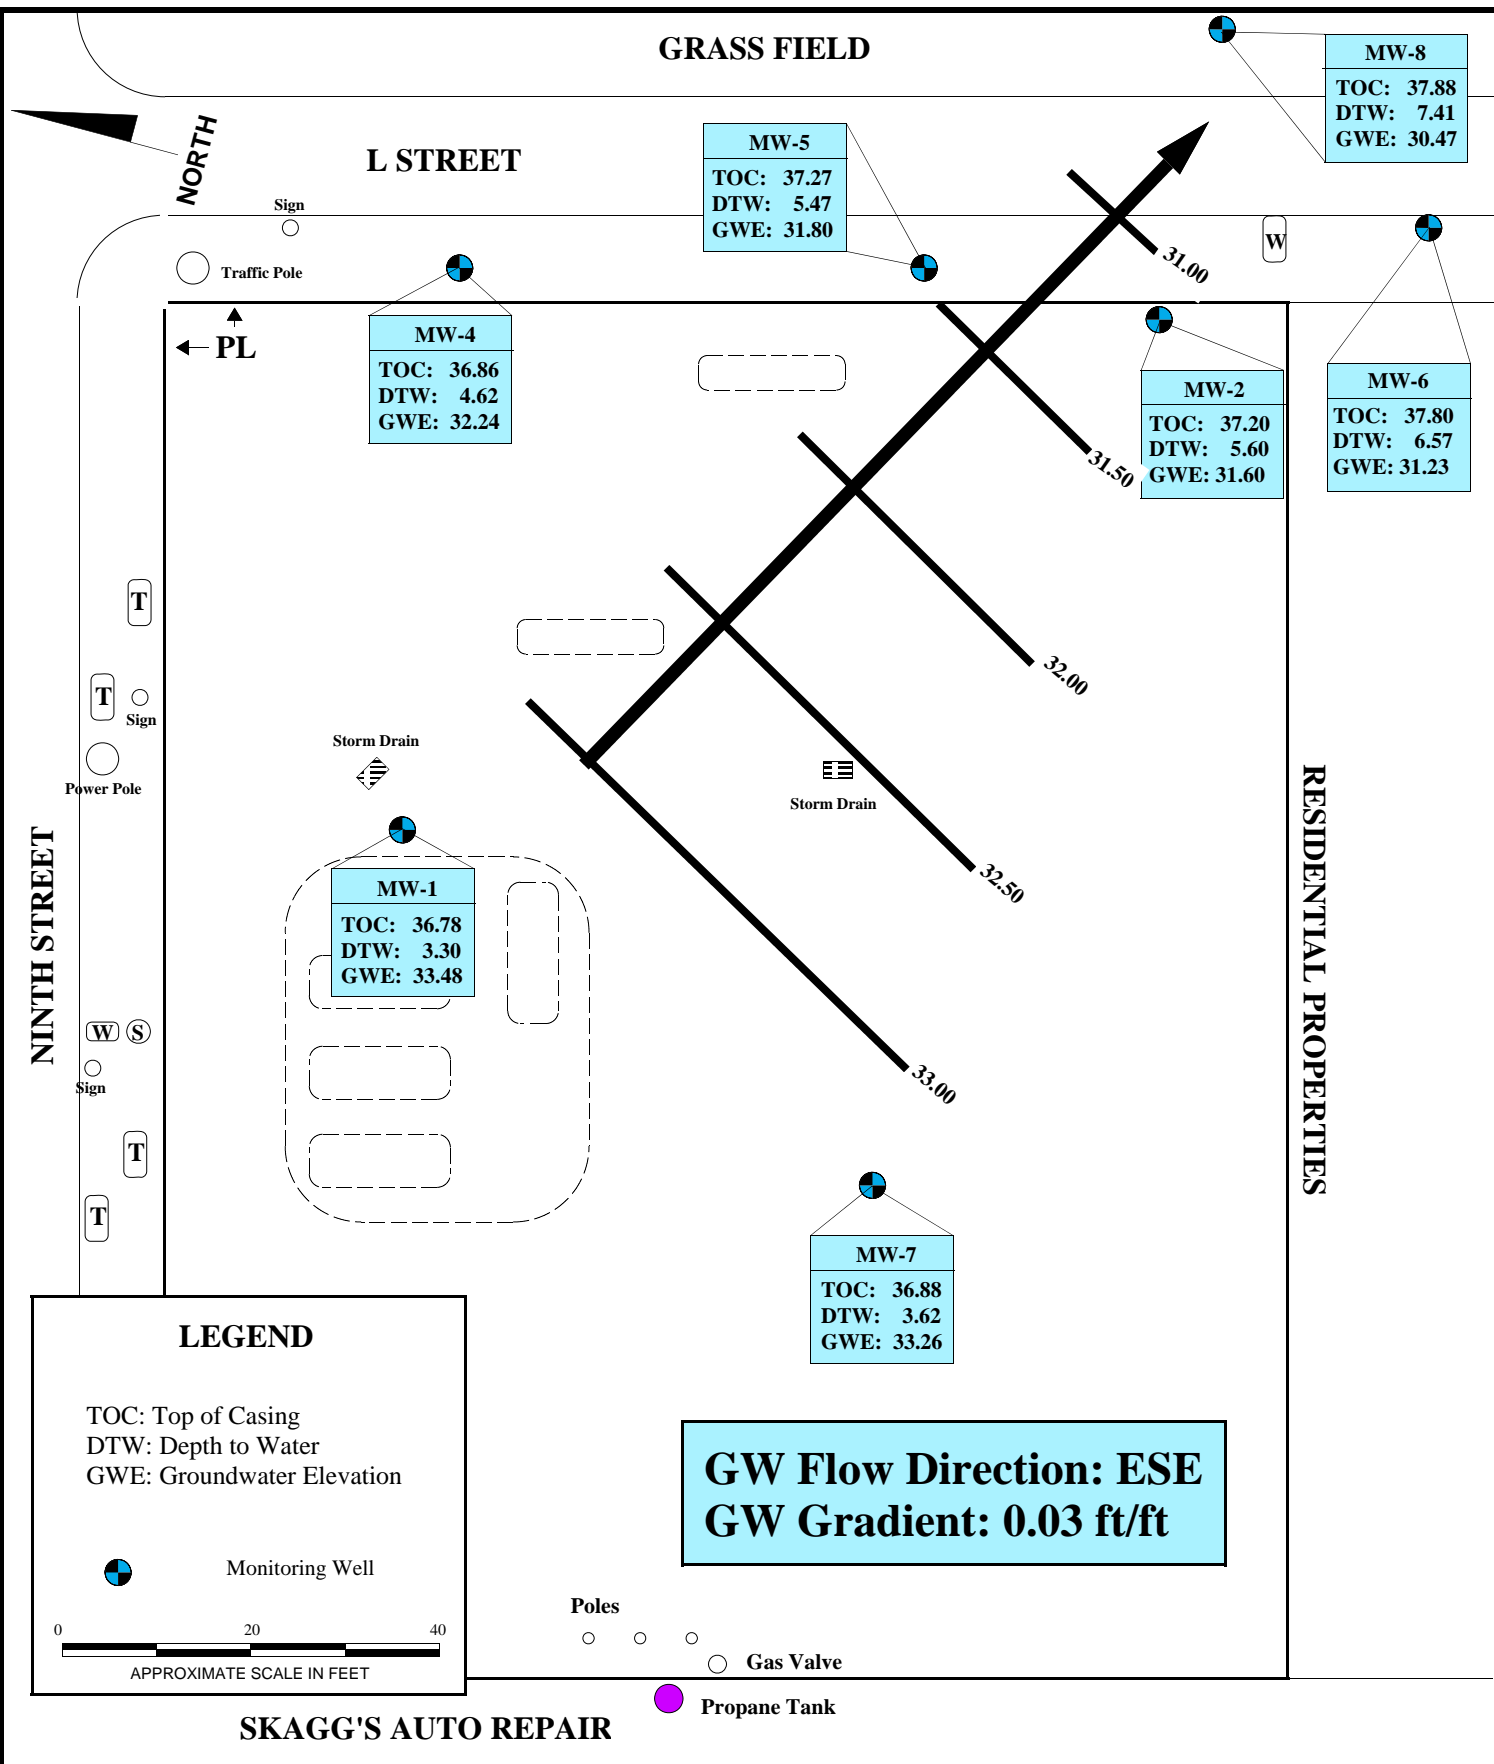 GRASS FIELD
MW-8
TOC: 37.88
DTW: 7.41
GWE: 30.47
NORTH
L STREET
MW-5
TOC: 37.27
DTW: 5.47
GWE: 31.80
Sign
Traffic Pole
W
31.00
PL
MW-4
TOC: 36.86
DTW: 4.62
GWE: 32.24
MW-2
TOC: 37.20
DTW: 5.60
GWE: 31.60
MW-6
TOC: 37.80
DTW: 6.57
GWE: 31.23
31.50
T
T
Sign
32.00
Power Pole
Storm Drain
Storm Drain
NINTH STREET
RESIDENTIAL PROPERTIES
32.50
MW-1
TOC: 36.78
DTW: 3.30
GWE: 33.48
W
S
Sign
33.00
T
T
MW-7
TOC: 36.88
DTW: 3.62
GWE: 33.26
LEGEND
TOC: Top of Casing
DTW: Depth to Water
GWE: Groundwater Elevation
Monitoring Well
0 20 40
APPROXIMATE SCALE IN FEET
GW Flow Direction: ESE
GW Gradient: 0.03 ft/ft
Poles
Gas Valve
Propane Tank
SKAGG'S AUTO REPAIR